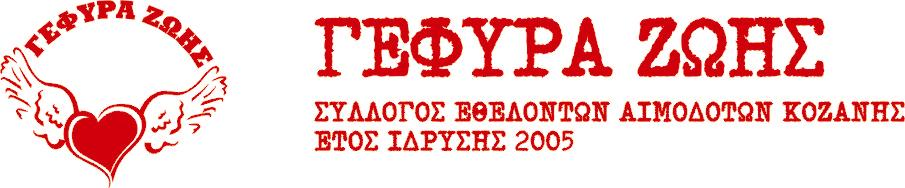 ΓΕΦΥΡΑ ΖΩΗΣ
ΓΕΦΥΡΑ ΖΩΗΣ
ΣΥΛΛΟΓΟΣ ΕΘΕΛΟΝΤΩΝ ΑΙΜΟΔΟΤΩΝ ΚΟΖΑΝΗΣ
ΕΤΟΣ ΙΔΡΥΣΗΣ 2005